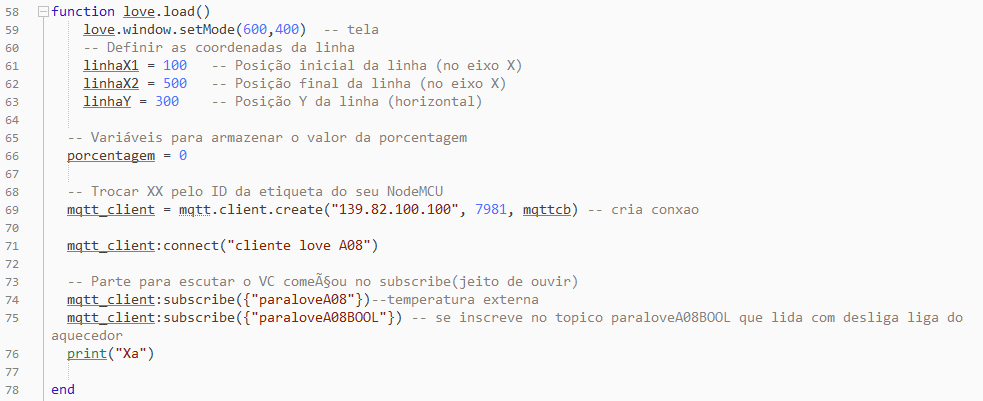 58 function love.load()
59 love.window.setMode(600,400) -- tela
60 -- Definir as coordenadas da linha
61 linhaX1 = 100 -- Posição inicial da linha (no eixo X)
62 linhaX2 = 500 -- Posição final da linha (no eixo X)
63 linhaY = 300 -- Posição Y da linha (horizontal)
64
65 -- Variáveis para armazenar o valor da porcentagem
66 porcentagem = 0
67
68 -- Trocar XX pelo ID da etiqueta do seu NodeMCU
69 mqtt_client = mqtt.client.create("139.82.100.100", 7981, mqttcb) -- cria conxao
70
71 mqtt_client:connect("cliente love A08")
72
73 -- Parte para escutar o VC comeÃ§ou no subscribe(jeito de ouvir)
74 mqtt_client:subscribe({"paraloveA08"})--temperatura externa
75 mqtt_client:subscribe({"paraloveA08BOOL"}) -- se inscreve no topico paraloveA08BOOL que lida com desliga liga do
aquecedor
76 print("Xa")
77
78 end